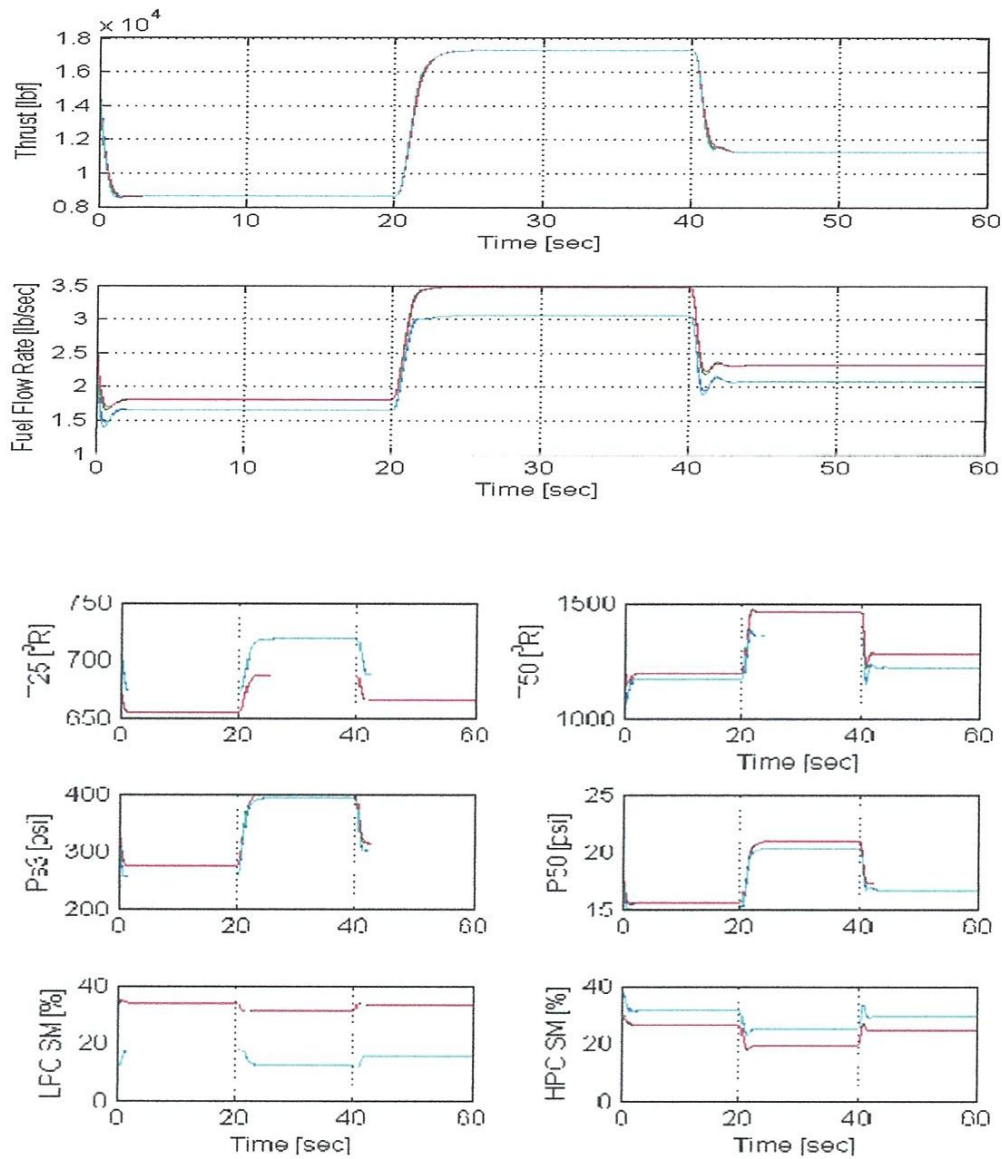 × 10⁴
1.8
1.6
1.4
1.2
1
0.8
Thrust [lbf]
0 10 20 30 40 50 60
Time [sec]
3.5
3
2.5
2
1.5
1
Fuel Flow Rate [lb/sec]
0 10 20 30 40 50 60
Time [sec]
750
700
650
T25 [°R]
0 20 40 60
1500
1000
T50 [°R]
0 20 40 60
Time [sec]
400
300
200
Ps3 [psi]
0 20 40 60
25
20
15
P50 [psi]
0 20 40 60
40
20
0
LPC SM [%]
0 20 40 60
Time [sec]
40
20
0
HPC SM [%]
0 20 40 60
Time [sec]